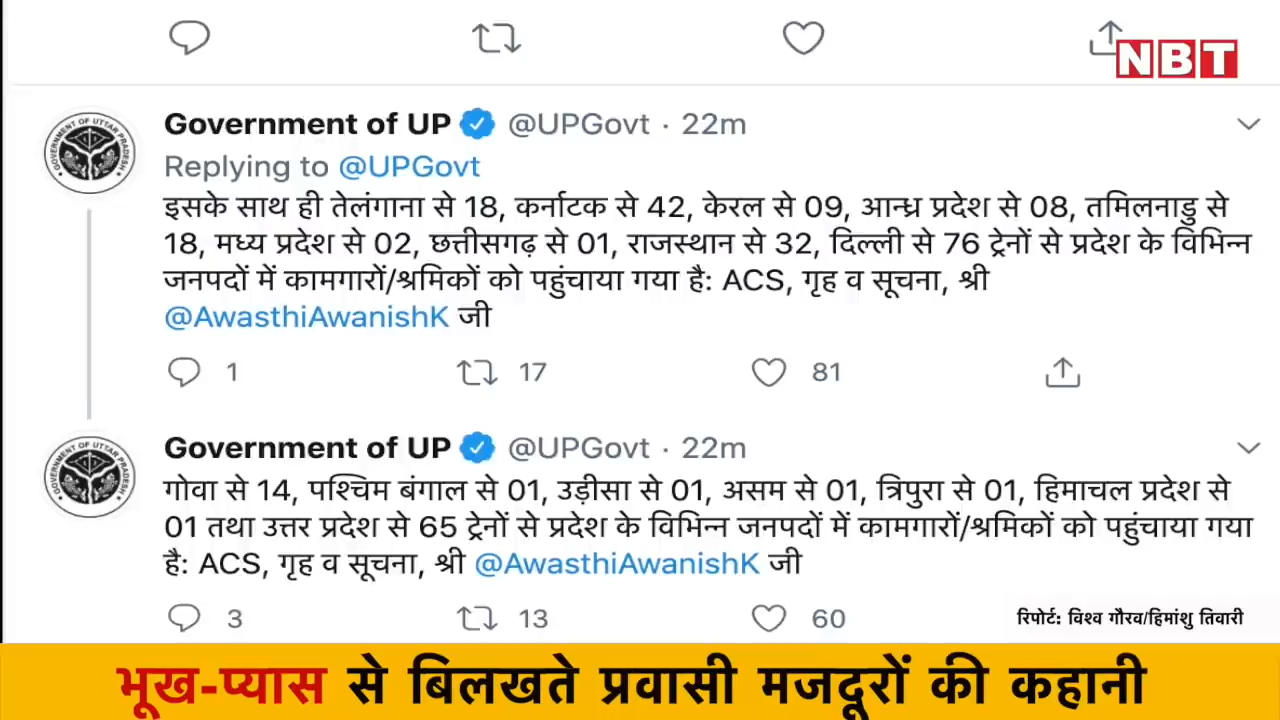 NBT
Government of UP @UPGovt · 22m
Replying to @UPGovt
इसके साथ ही तेलंगाना से 18, कर्नाटक से 42, केरल से 09, आन्ध्र प्रदेश से 08, तमिलनाडु से
18, मध्य प्रदेश से 02, छत्तीसगढ़ से 01, राजस्थान से 32, दिल्ली से 76 ट्रेनों से प्रदेश के विभिन्न
जनपदों में कामगारों/श्रमिकों को पहुंचाया गया है: ACS, गृह व सूचना, श्री
@AwasthiAwanishK जी
1 17 81
Government of UP @UPGovt · 22m
गोवा से 14, पश्चिम बंगाल से 01, उड़ीसा से 01, असम से 01, त्रिपुरा से 01, हिमाचल प्रदेश से
01 तथा उत्तर प्रदेश से 65 ट्रेनों से प्रदेश के विभिन्न जनपदों में कामगारों/श्रमिकों को पहुंचाया गया
है: ACS, गृह व सूचना, श्री @AwasthiAwanishK जी
3 13 60
रिपोर्ट: विश्व गौरव/हिमांशु तिवारी
भूख-प्यास से बिलखते प्रवासी मजदूरों की कहानी